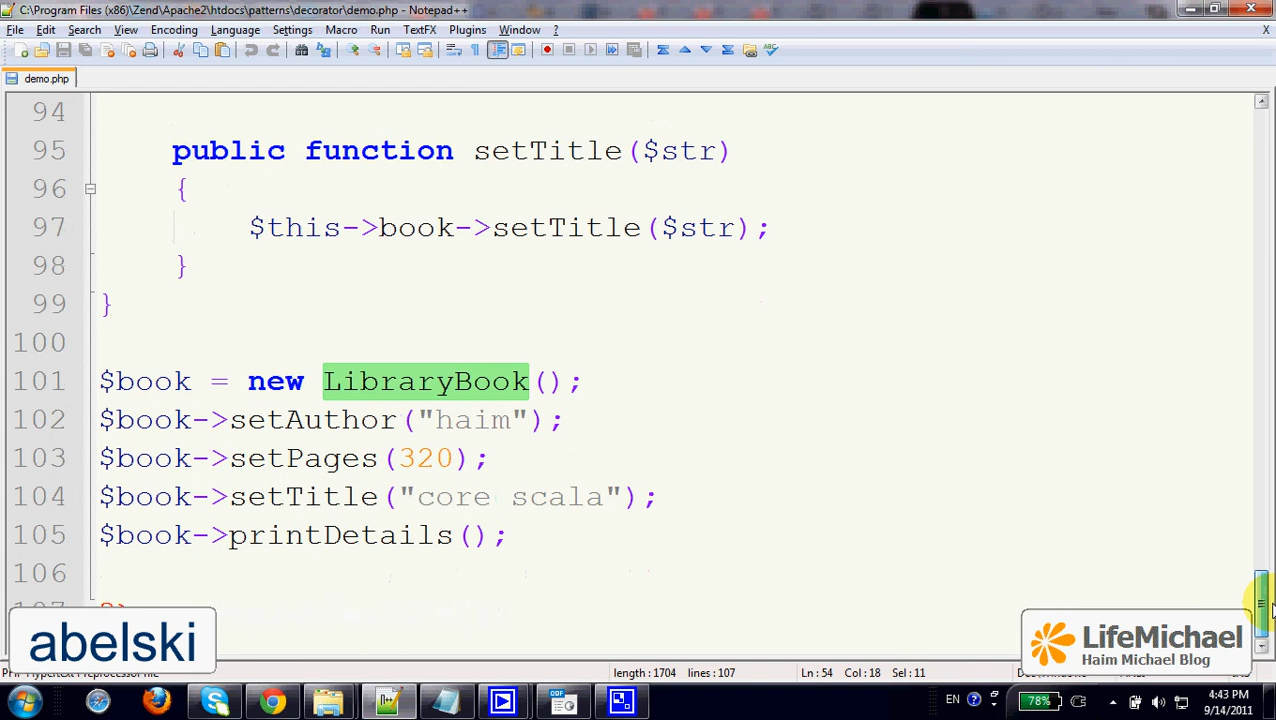 C:\Program Files (x86)\Zend\Apache2\htdocs\patterns\decorator\demo.php - Notepad++
File Edit Search View Encoding Language Settings Macro Run TextFX Plugins Window ? X
demo.php
94
95 public function setTitle($str)
96 {
97 $this->book->setTitle($str);
98 }
99 }
100
101 $book = new LibraryBook();
102 $book->setAuthor("haim");
103 $book->setPages(320);
104 $book->setTitle("core scala");
105 $book->printDetails();
106
107 ?>
abelski
LifeMichael
Haim Michael Blog
length : 1704 lines : 107 Ln : 54 Col : 18 Sel : 11
EN 78% 4:43 PM
9/14/2011